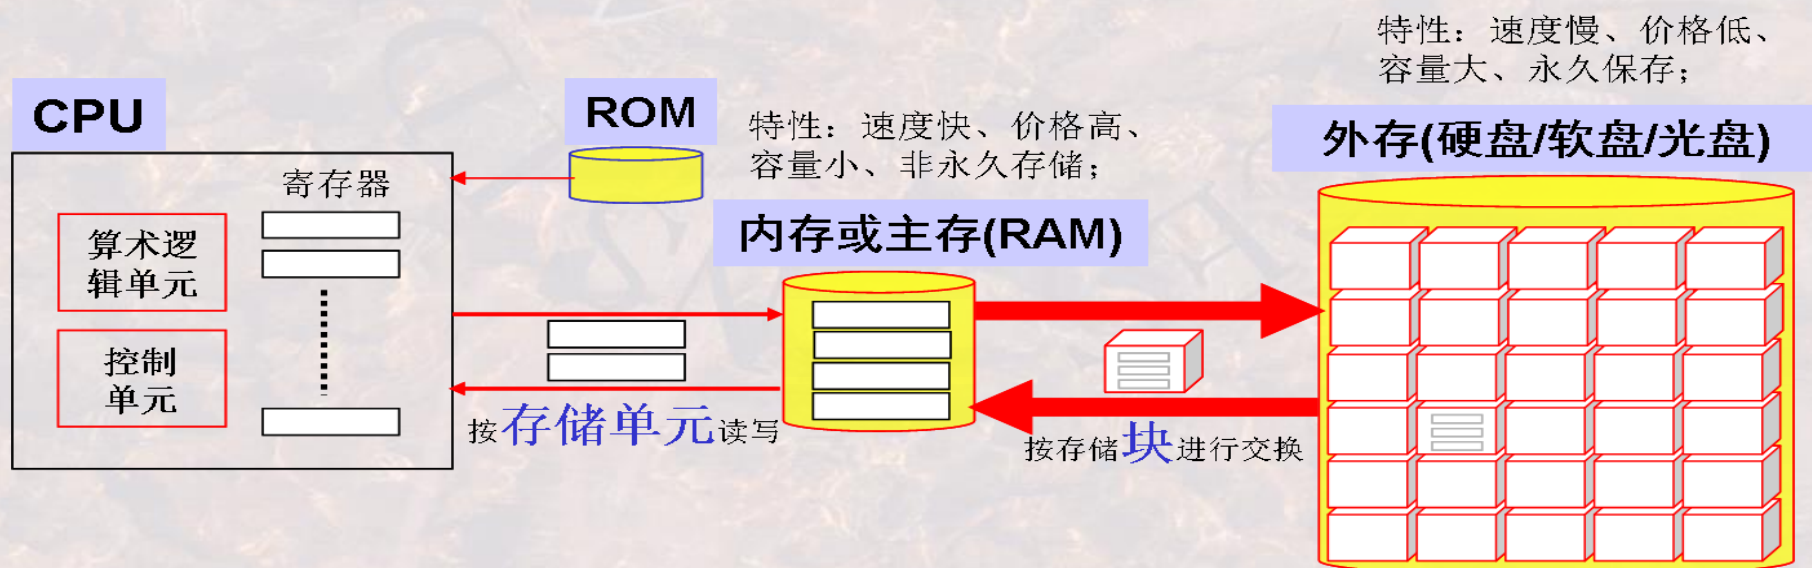 CPU
寄存器
算术逻
辑单元
控制
单元
ROM
特性：速度快、价格高、
容量小、非永久存储；
内存或主存(RAM)
按存储单元读写
按存储块进行交换
特性：速度慢、价格低、
容量大、永久保存；
外存(硬盘/软盘/光盘)